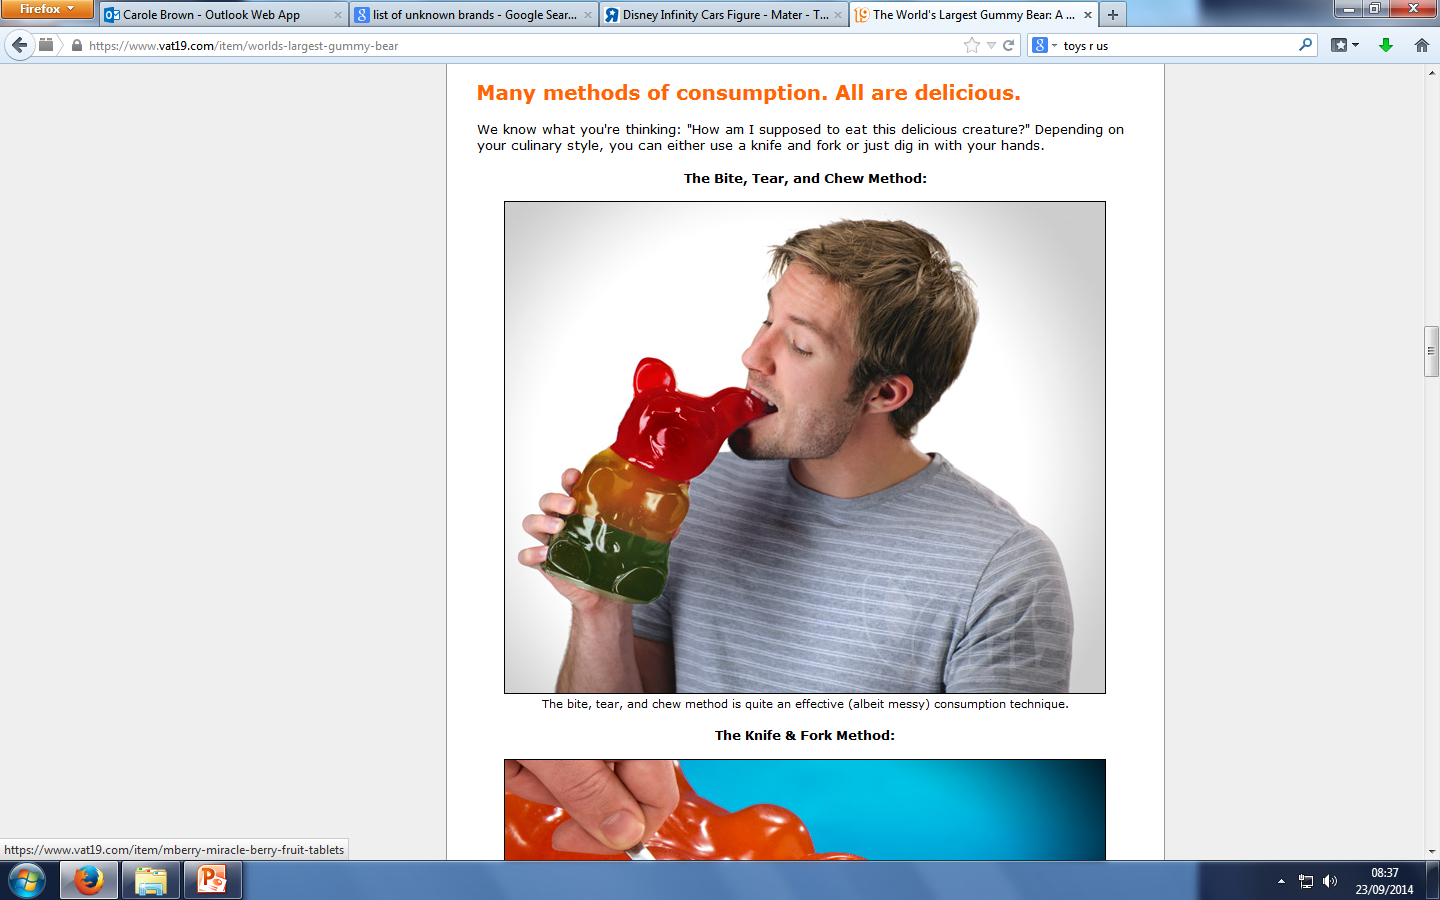 Firefox
Carole Brown - Outlook Web App
list of unknown brands - Google Sear...
Disney Infinity Cars Figure - Mater - T...
The World's Largest Gummy Bear: A ...
https://www.vat19.com/item/worlds-largest-gummy-bear
toys r us
Many methods of consumption. All are delicious.
We know what you're thinking: "How am I supposed to eat this delicious creature?" Depending on
your culinary style, you can either use a knife and fork or just dig in with your hands.
The Bite, Tear, and Chew Method:
The bite, tear, and chew method is quite an effective (albeit messy) consumption technique.
The Knife & Fork Method:
https://www.vat19.com/item/mberry-miracle-berry-fruit-tablets
08:37
23/09/2014